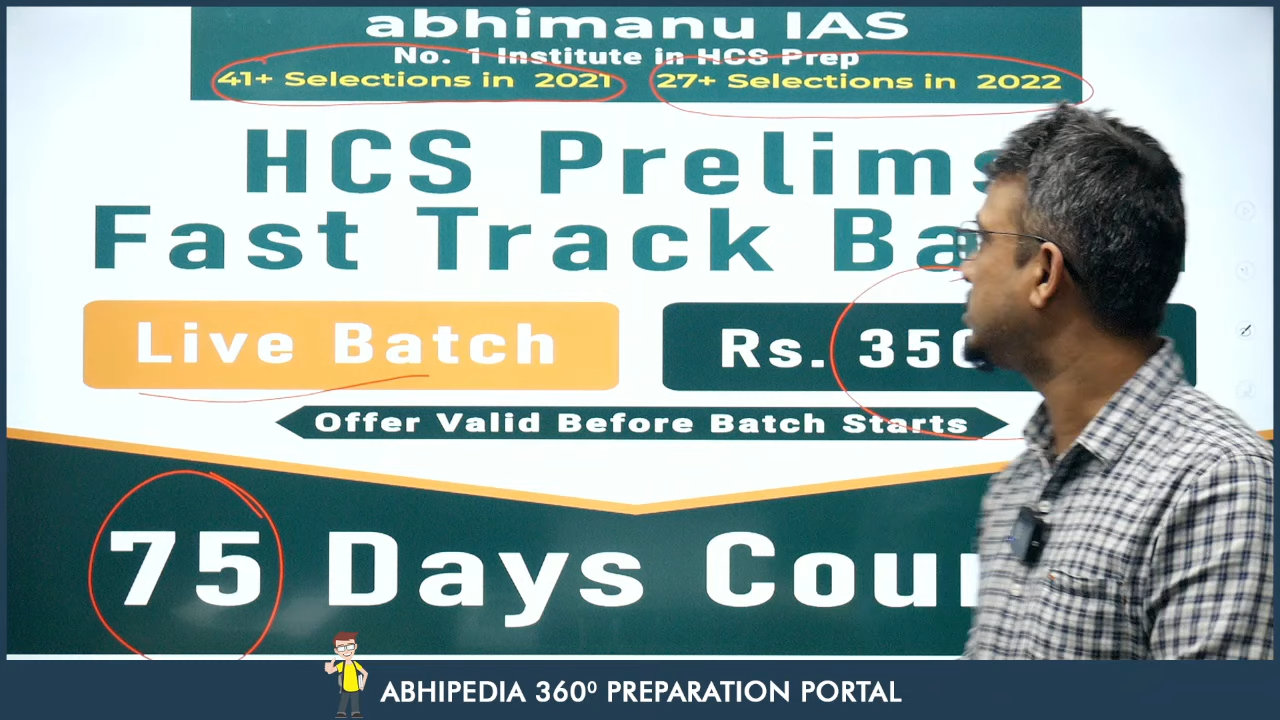 abhimanu IAS
No. 1 Institute in HCS Prep
41+ Selections in 2021 27+ Selections in 2022
HCS Prelims
Fast Track
Live Batch
Rs.
Offer Valid Before Batch Starts
75 Days
ABHIPEDIA 360⁰ PREPARATION PORTAL